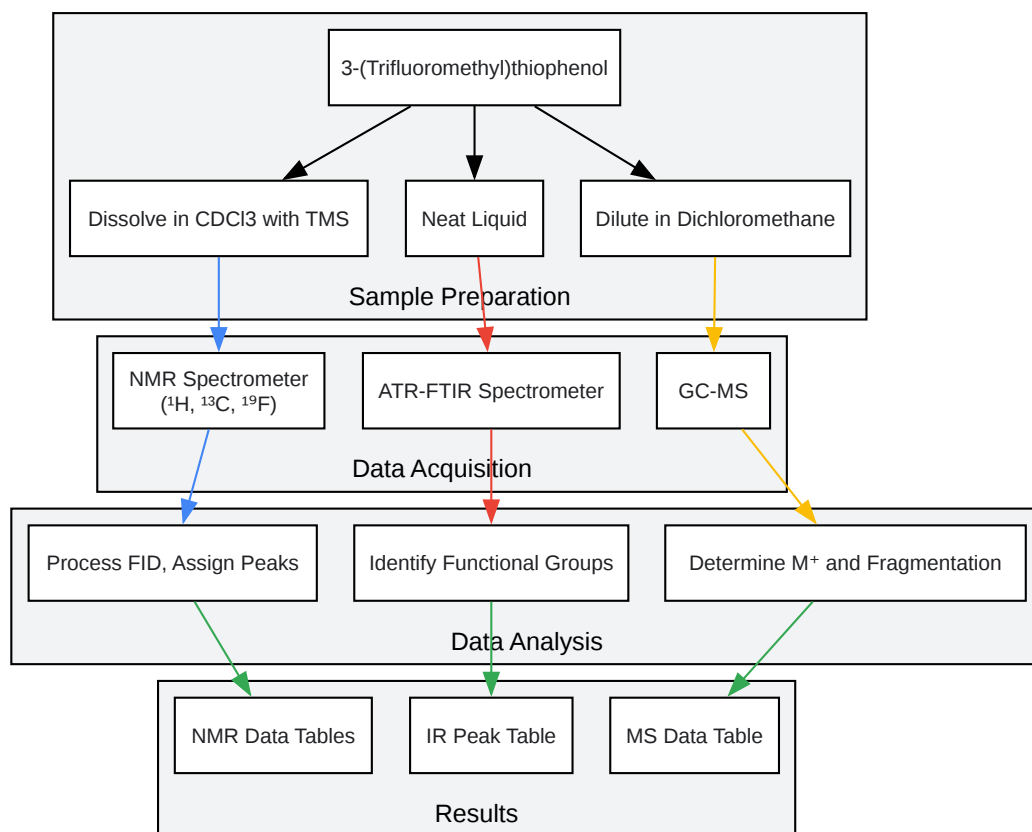 3-(Trifluoromethyl)thiophenol
Dissolve in CDCl3 with TMS
Neat Liquid
Dilute in Dichloromethane
Sample Preparation
NMR Spectrometer
(¹H, ¹³C, ¹⁹F)
ATR-FTIR Spectrometer
GC-MS
Data Acquisition
Process FID, Assign Peaks
Identify Functional Groups
Determine M⁺ and Fragmentation
Data Analysis
NMR Data Tables
IR Peak Table
MS Data Table
Results